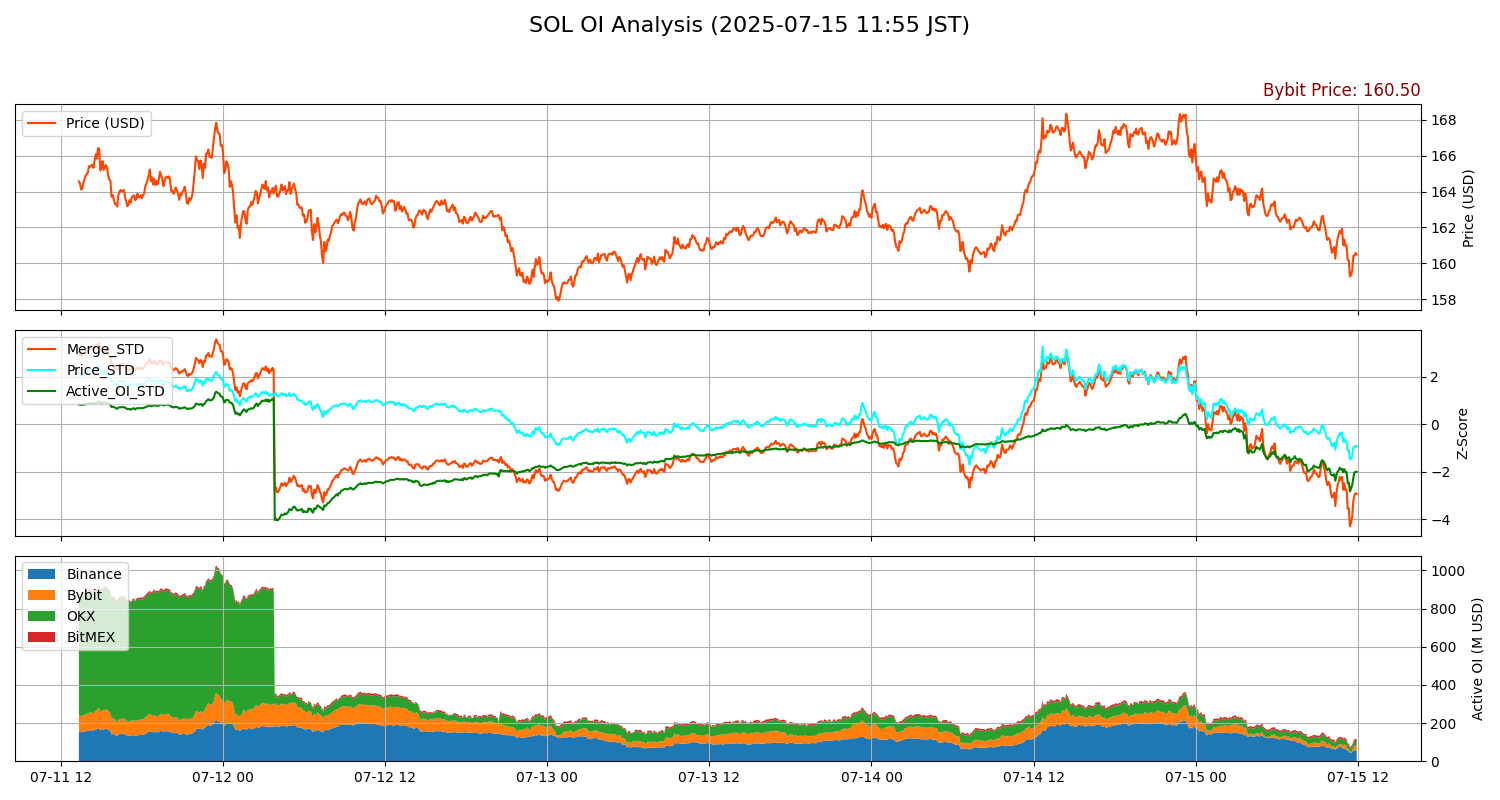 SOL OI Analysis (2025-07-15 11:55 JST)
Bybit Price: 160.50
Price (USD)
168
166
164
162
160
158
Price (USD)
Merge_STD
Price_STD
Active_OI_STD
2
0
−2
−4
Z-Score
Binance
Bybit
OKX
BitMEX
1000
800
600
400
200
0
Active OI (M USD)
07-11 12
07-12 00
07-12 12
07-13 00
07-13 12
07-14 00
07-14 12
07-15 00
07-15 12